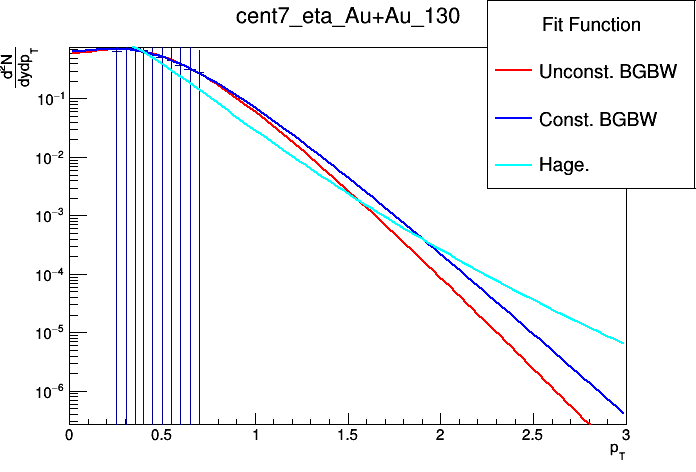 cent7_eta_Au+Au_130
Fit Function
Unconst. BGBW
Const. BGBW
Hage.
d²N
dydp_T
10⁻¹
10⁻²
10⁻³
10⁻⁴
10⁻⁵
10⁻⁶
0 0.5 1 1.5 2 2.5 3
p_T